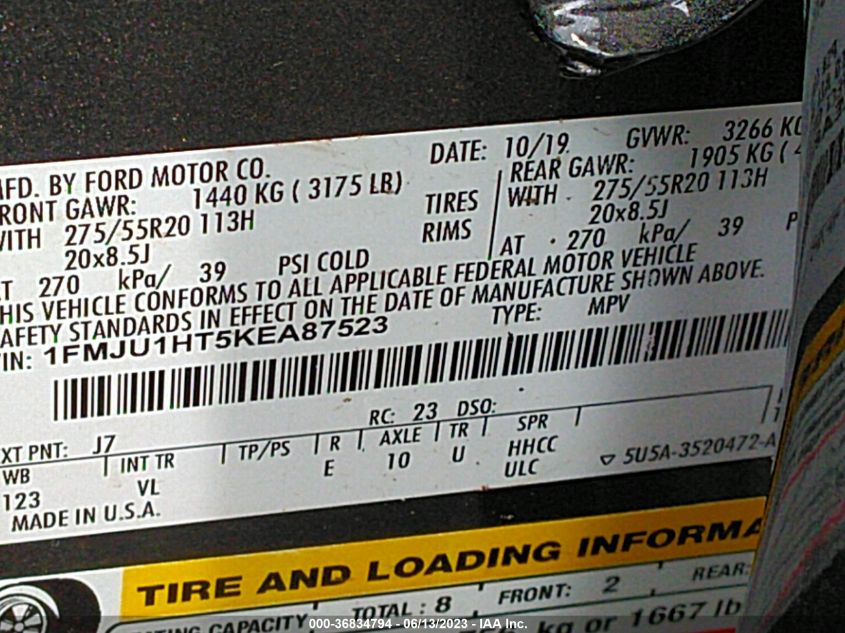 MFD. BY FORD MOTOR CO. DATE: 10/19 GVWR: 3266 KG
FRONT GAWR: 1440 KG ( 3175 LB) REAR GAWR: 1905 KG (
WITH 275/55R20 113H TIRES WITH 275/55R20 113H
20x8.5J RIMS 20x8.5J
AT 270 kPa/ 39 PSI COLD AT 270 kPa/ 39 P
THIS VEHICLE CONFORMS TO ALL APPLICABLE FEDERAL MOTOR VEHICLE
SAFETY STANDARDS IN EFFECT ON THE DATE OF MANUFACTURE SHOWN ABOVE.
VIN: 1FMJU1HT5KEA87523 TYPE: MPV
EXT PNT: J7 RC: 23 DSO:
WB INT TR TP/PS R AXLE TR SPR
123 VL E 10 U HHCC
ULC 5U5A-3520472-A
MADE IN U.S.A.
TIRE AND LOADING INFORMA
SEATING CAPACITY TOTAL : 8 FRONT: 2 REAR:
kg or 1667 lb
000-36834794 - 06/13/2023 - IAA Inc.